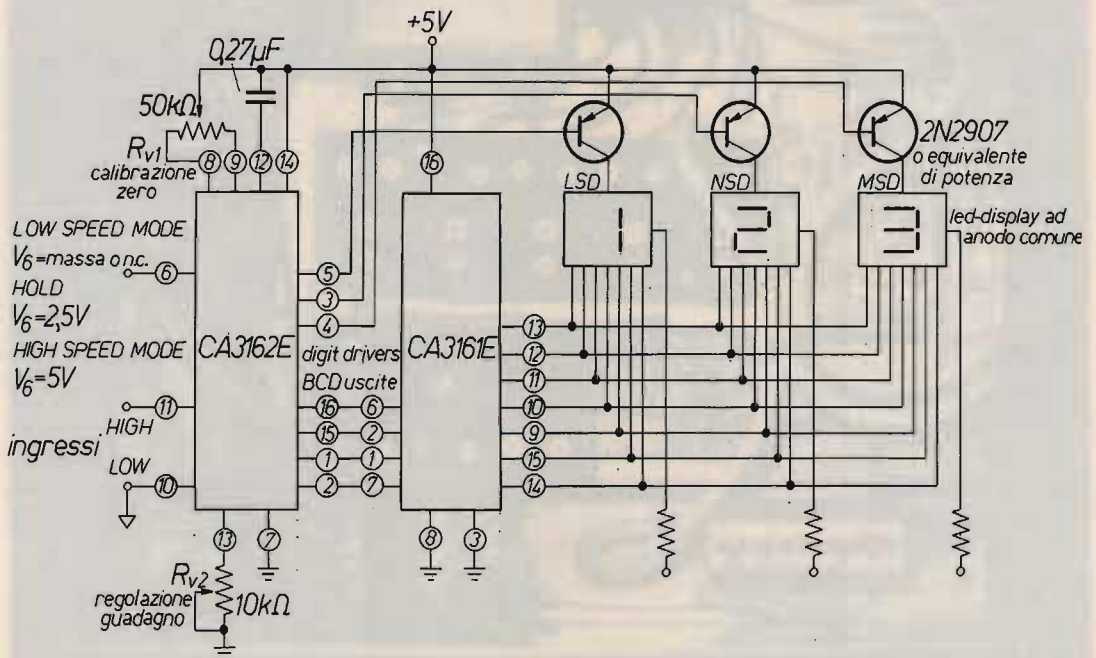 +5V
0,27µF
50kΩ
Rv1
calibrazione
zero
8
9
12
14
16
2N2907
o equivalente
di potenza
LSD
NSD
MSD
led-display ad
anodo comune
1
2
3
LOW SPEED MODE
V6=massa o n.c.
6
HOLD
V6=2,5V
HIGH SPEED MODE
V6=5V
11
HIGH
ingressi
LOW
10
CA3162E
5
3
4
digit drivers
BCD uscite
16
6
15
2
1
1
2
7
CA3161E
13
12
11
10
9
15
14
13
7
8
3
Rv2
regolazione
guadagno
10kΩ